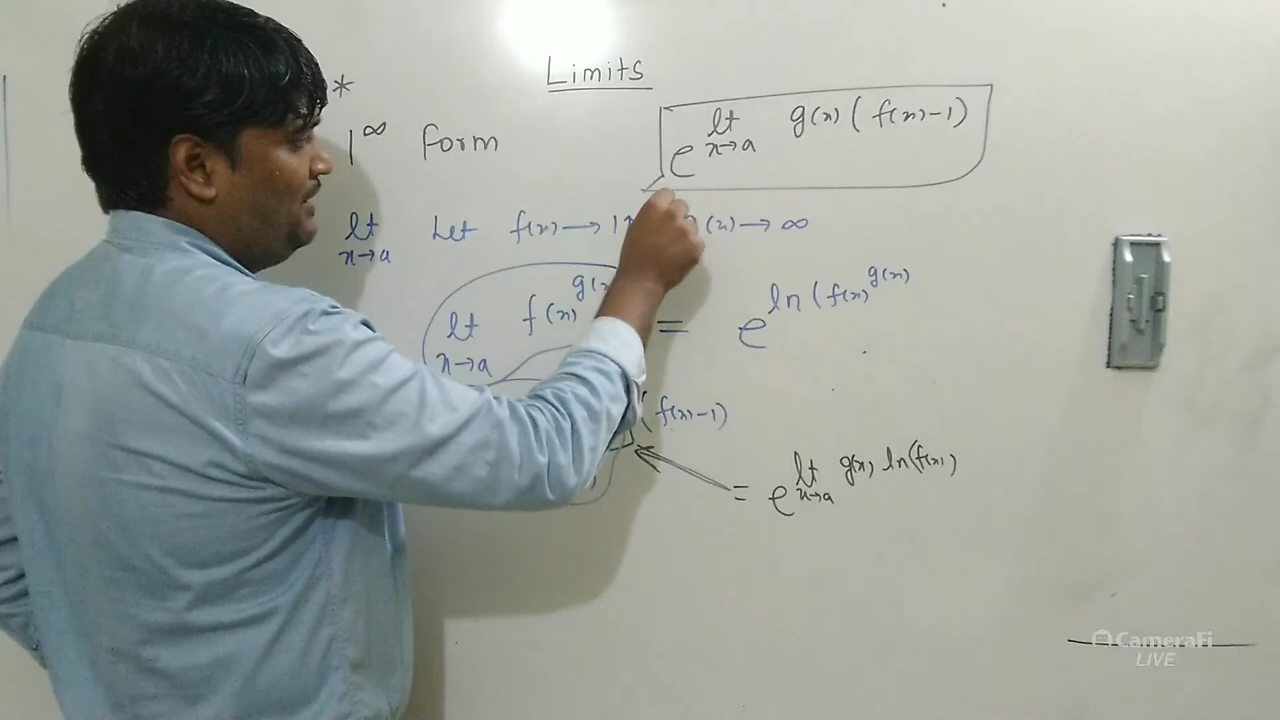 Limits
*
1^∞ form
e^{lt x→a g(x) (f(x)-1)}
lt x→a Let f(x) → 1 (x) → ∞
lt x→a f(x)^{g(x = e^{ln (f(x)^{g(x)}
(f(x)-1)
= e^{lt x→a g(x) ln(f(x))}
CameraFi
LIVE